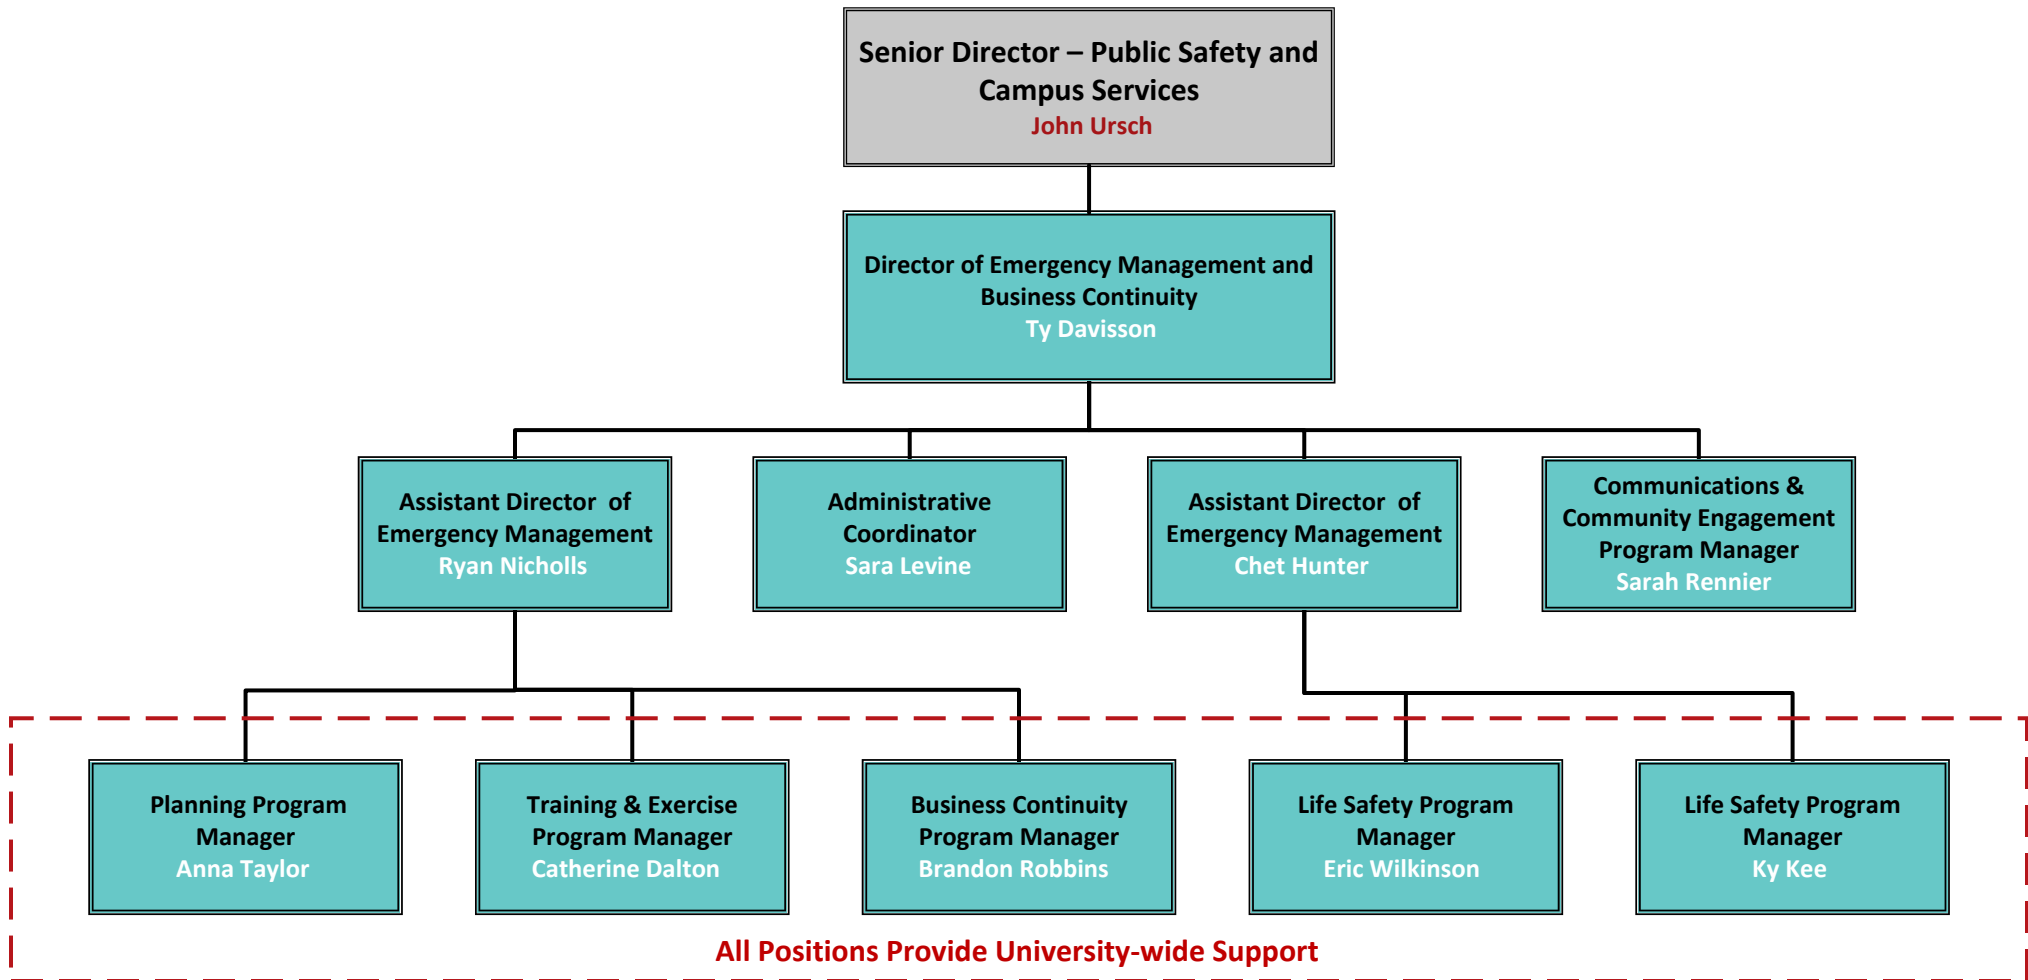 Senior Director – Public Safety and
Campus Services
John Ursch
Director of Emergency Management and
Business Continuity
Ty Davisson
Assistant Director  of
Emergency Management
Ryan Nicholls
Administrative
Coordinator
Sara Levine
Assistant Director  of
Emergency Management
Chet Hunter
Communications &
Community Engagement
Program Manager
Sarah Rennier
Planning Program
Manager
Anna Taylor
Training & Exercise
Program Manager
Catherine Dalton
Business Continuity
Program Manager
Brandon Robbins
Life Safety Program
Manager
Eric Wilkinson
Life Safety Program
Manager
Ky Kee
All Positions Provide University-wide Support